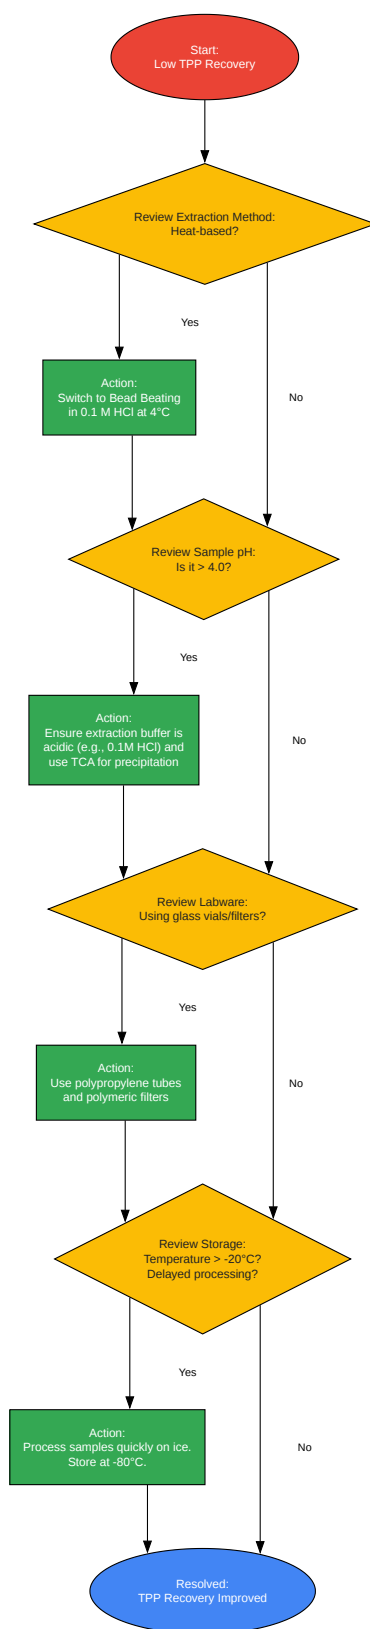 Start:
Low TPP Recovery
Review Extraction Method:
Heat-based?
Yes
Action:
Switch to Bead Beating
in 0.1 M HCl at 4°C
No
Review Sample pH:
Is it > 4.0?
Yes
Action:
Ensure extraction buffer is
acidic (e.g., 0.1M HCl) and
use TCA for precipitation
No
Review Labware:
Using glass vials/filters?
Yes
Action:
Use polypropylene tubes
and polymeric filters
No
Review Storage:
Temperature > -20°C?
Delayed processing?
Yes
Action:
Process samples quickly on ice.
Store at -80°C.
No
Resolved:
TPP Recovery Improved